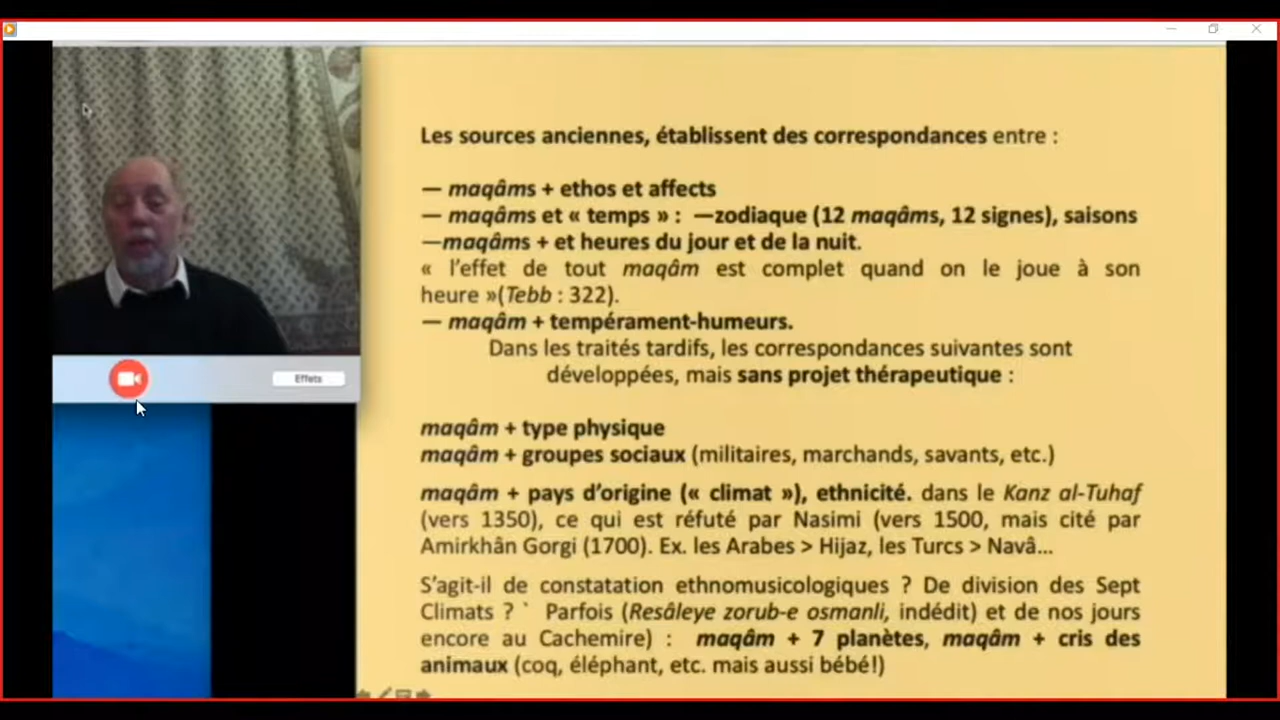 Les sources anciennes, établissent des correspondances entre :
— maqâms + ethos et affects
— maqâms et « temps » : —zodiaque (12 maqâms, 12 signes), saisons
—maqâms + et heures du jour et de la nuit.
« l’effet de tout maqâm est complet quand on le joue à son
heure »(Tebb : 322).
— maqâm + tempérament-humeurs.
Dans les traités tardifs, les correspondances suivantes sont
développées, mais sans projet thérapeutique :
Effets
maqâm + type physique
maqâm + groupes sociaux (militaires, marchands, savants, etc.)
maqâm + pays d’origine (« climat »), ethnicité. dans le Kanz al-Tuhaf
(vers 1350), ce qui est réfuté par Nasimi (vers 1500, mais cité par
Amirkhân Gorgi (1700). Ex. les Arabes > Hijaz, les Turcs > Navâ...
S’agit-il de constatation ethnomusicologiques ? De division des Sept
Climats ? ` Parfois (Resâleye zorub-e osmanli, indédit) et de nos jours
encore au Cachemire) : maqâm + 7 planètes, maqâm + cris des
animaux (coq, éléphant, etc. mais aussi bébé!)